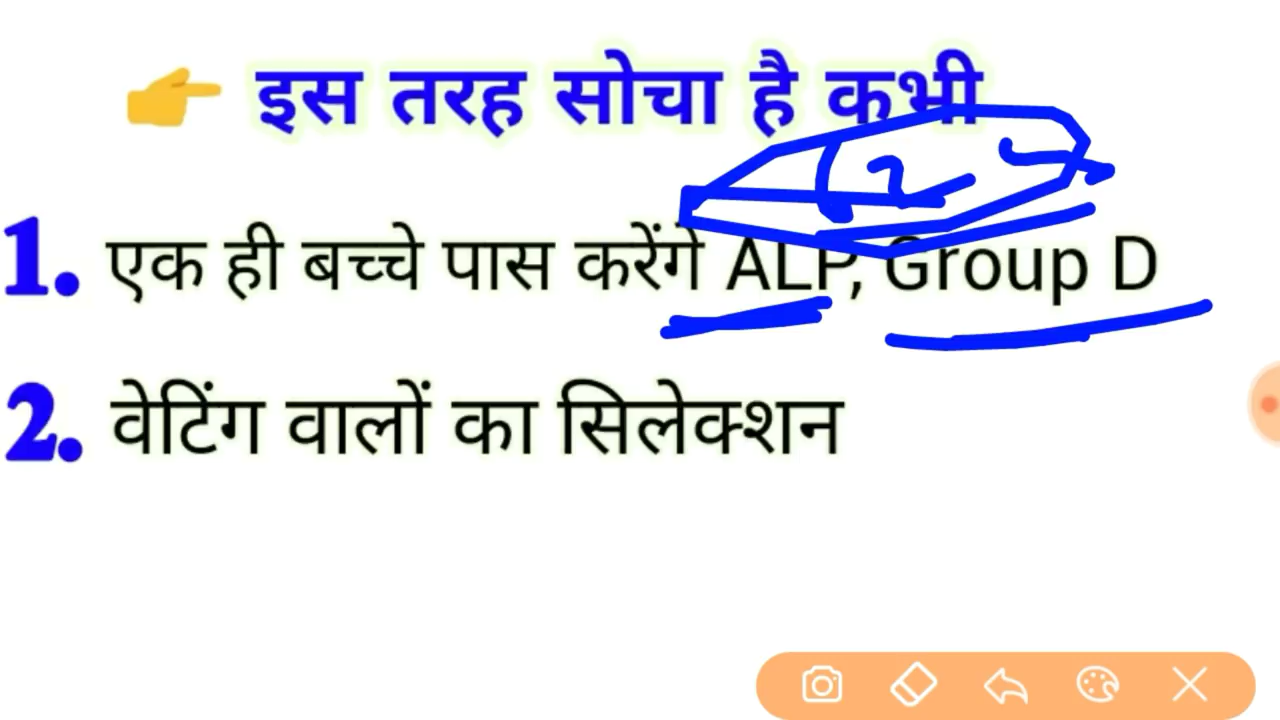 इस तरह सोचा है कभी
1. एक ही बच्चे पास करेंगे ALP, Group D
2. वेटिंग वालों का सिलेक्शन